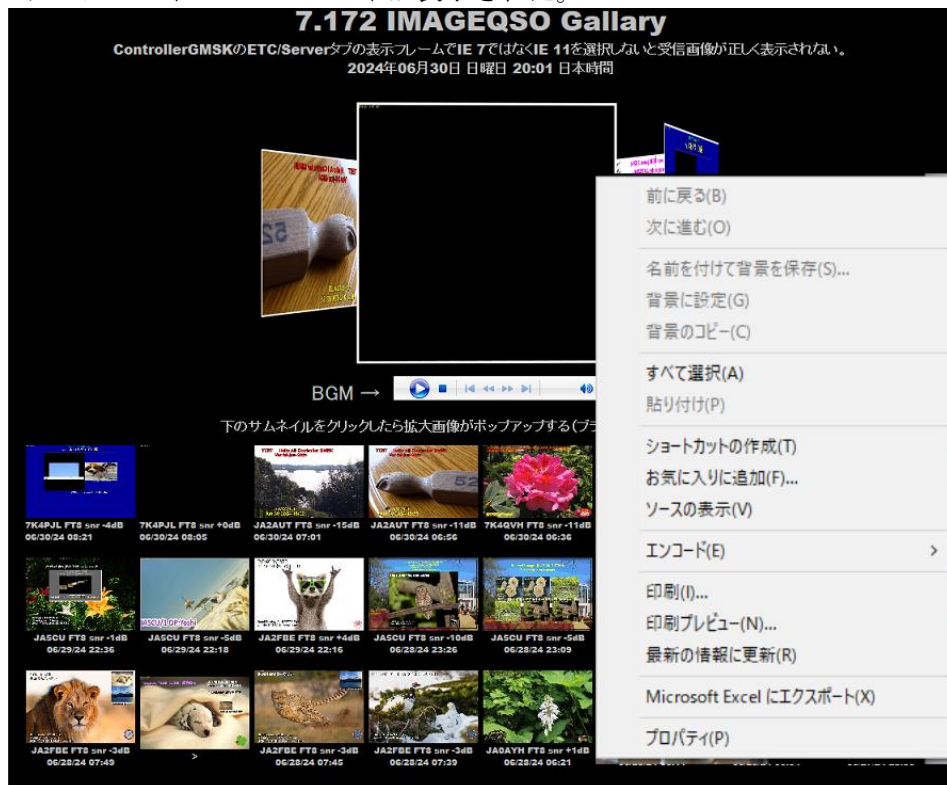 7.172 IMAGEQSO Gallary
ControllerGMSKのETC/Serverタブの表示フレームでIE 7ではなくIE 11を選択しないと受信画像が正しく表示されない。
2024年06月30日 日曜日 20:01 日本時間
前に戻る(B)
次に進む(O)
名前を付けて背景を保存(S)...
背景に設定(G)
背景のコピー(C)
すべて選択(A)
貼り付け(P)
ショートカットの作成(T)
お気に入りに追加(F)...
ソースの表示(V)
エンコード(E)
印刷(I)...
印刷プレビュー(N)...
最新の情報に更新(R)
Microsoft Excel にエクスポート(X)
プロパティ(P)
52
BGM →
下のサムネイルをクリックしたら拡大画像がポップアップする(ブラ
7K4PJL FT8 snr -4dB
06/30/24 08:21
7K4PJL FT8 snr +0dB
06/30/24 08:05
JA2AUT FT8 snr -15dB
06/30/24 07:01
JA2AUT FT8 snr -11dB
06/30/24 06:56
7K4QVH FT8 snr -11dB
06/30/24 06:36
JA5CU FT8 snr -1dB
06/29/24 22:36
JA5CU FT8 snr -5dB
06/29/24 22:18
JA2FBE FT8 snr +4dB
06/29/24 22:16
JA5CU FT8 snr -10dB
06/28/24 23:26
JA5CU FT8 snr -5dB
06/28/24 23:09
JA2FBE FT8 snr -3dB
06/28/24 07:49
>
JA2FBE FT8 snr -3dB
06/28/24 07:45
JA2FBE FT8 snr -3dB
06/28/24 07:39
JA0AYH FT8 snr +1dB
06/28/24 06:21